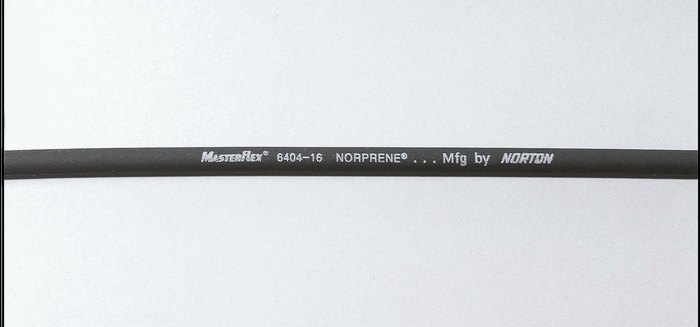 MASTERFLEX® 6404-16 NORPRENE® ... Mfg by NORTON